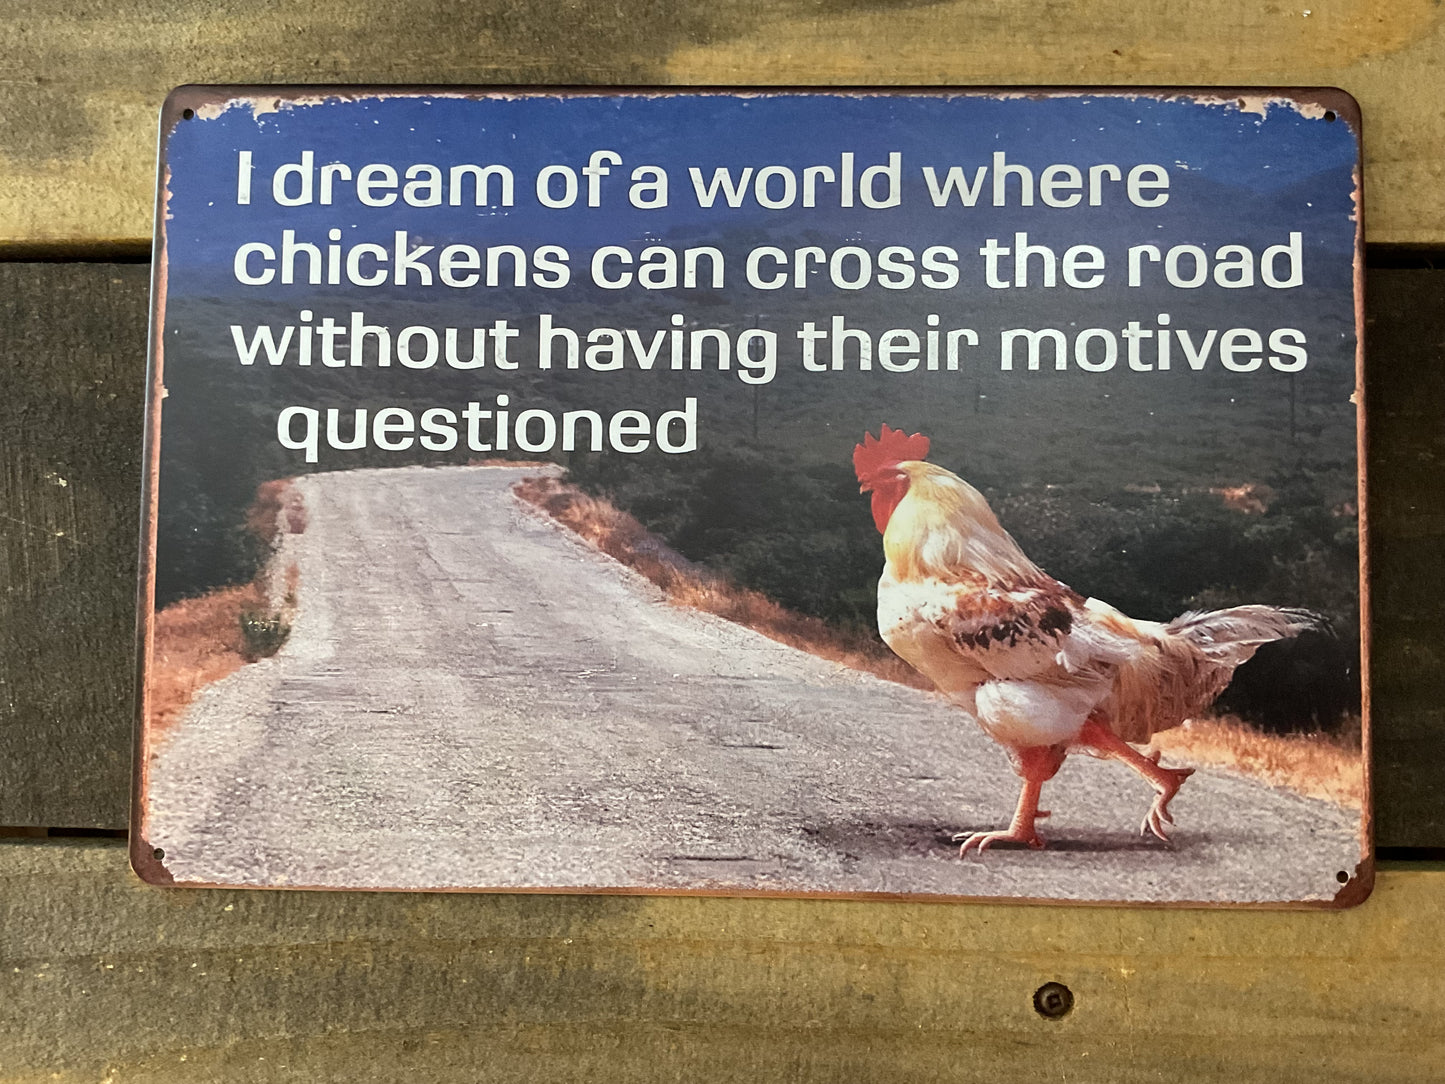 I dream of a world where
chickens can cross the road
without having their motives
questioned